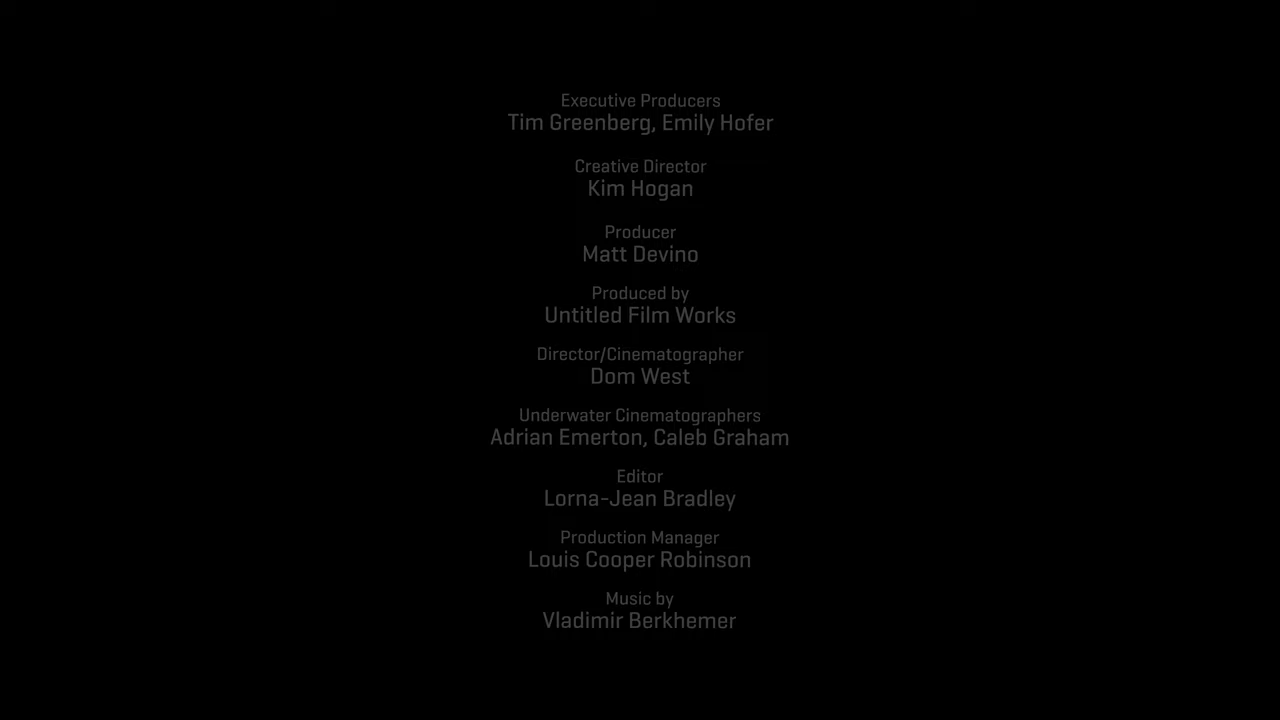 Executive Producers
Tim Greenberg, Emily Hofer
Creative Director
Kim Hogan
Producer
Matt Devino
Produced by
Untitled Film Works
Director/Cinematographer
Dom West
Underwater Cinematographers
Adrian Emerton, Caleb Graham
Editor
Lorna-Jean Bradley
Production Manager
Louis Cooper Robinson
Music by
Vladimir Berkhemer